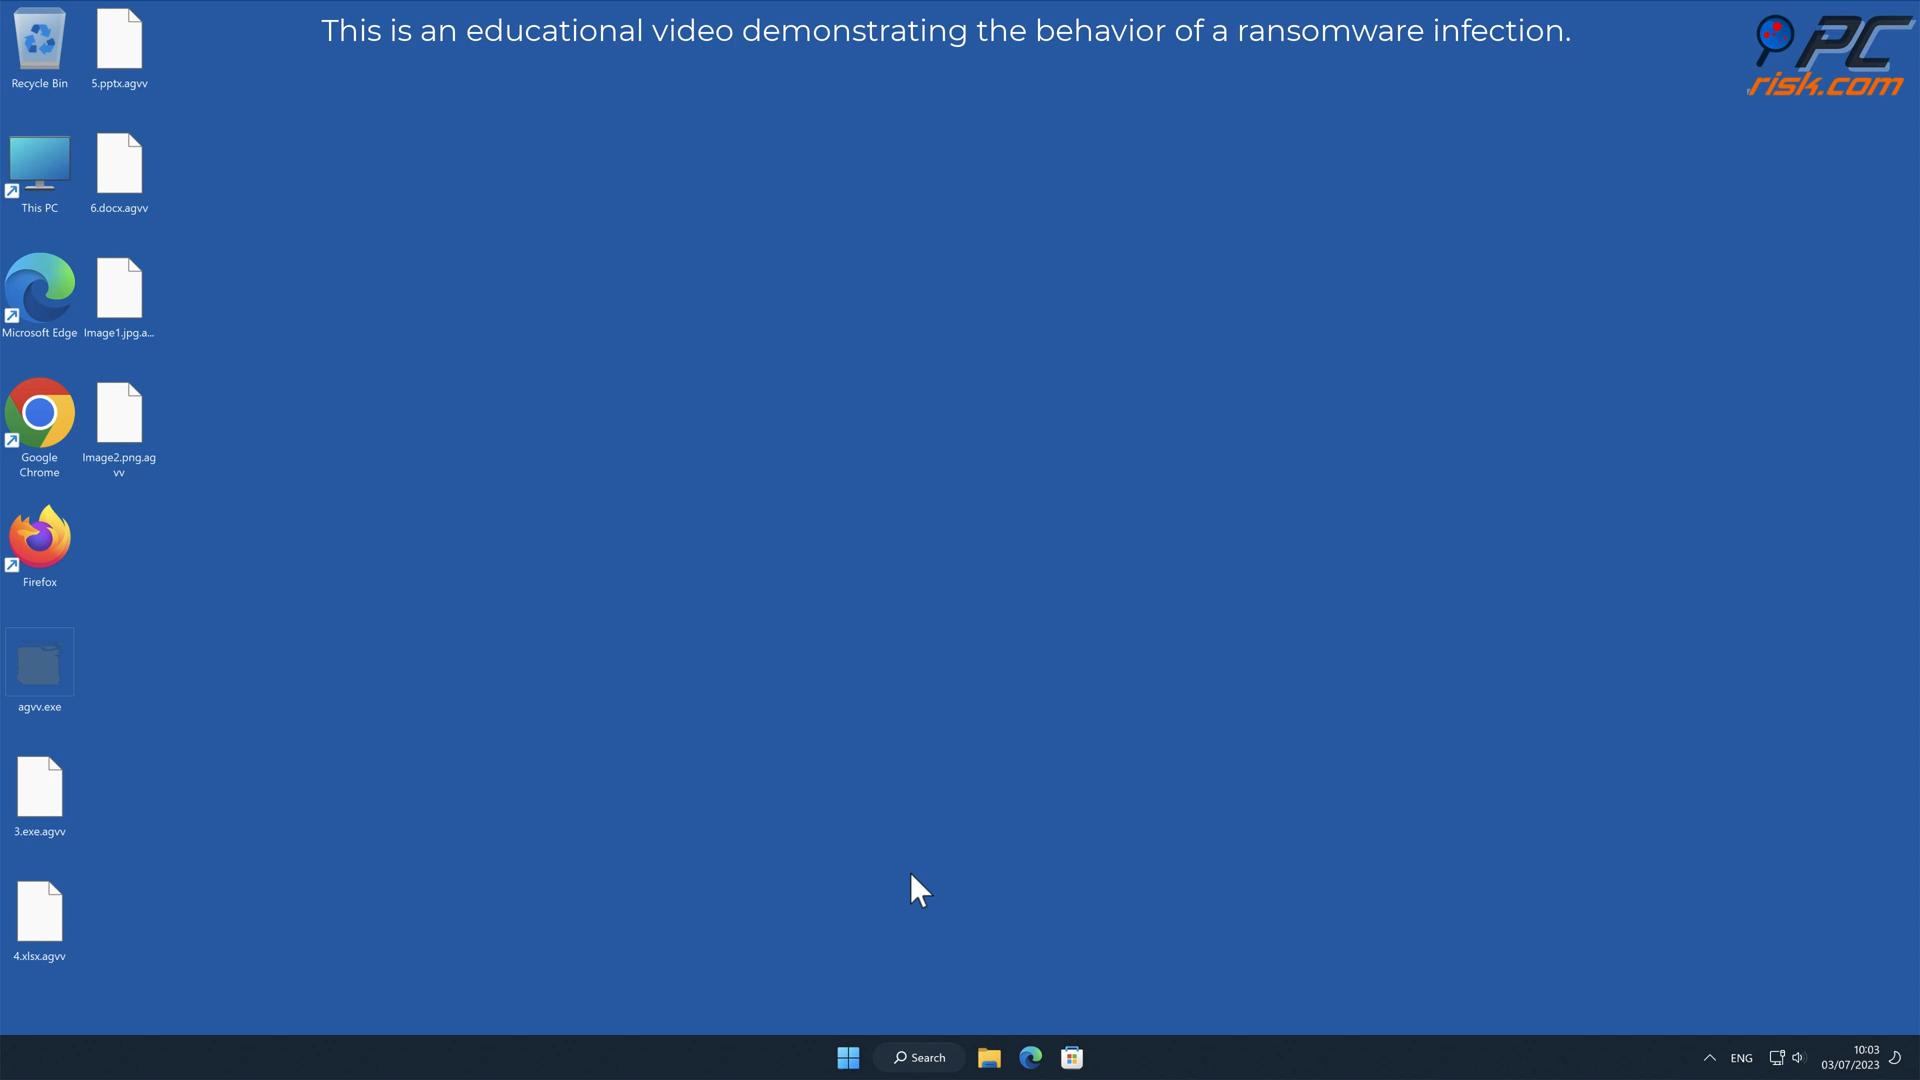 This is an educational video demonstrating the behavior of a ransomware infection.
PC
risk.com
Recycle Bin
5.pptx.agvv
This PC
6.docx.agvv
Microsoft Edge
Image1.jpg.a...
Google
Chrome
Image2.png.ag
vv
Firefox
agvv.exe
3.exe.agvv
4.xlsx.agvv
Search
ENG
10:03
03/07/2023